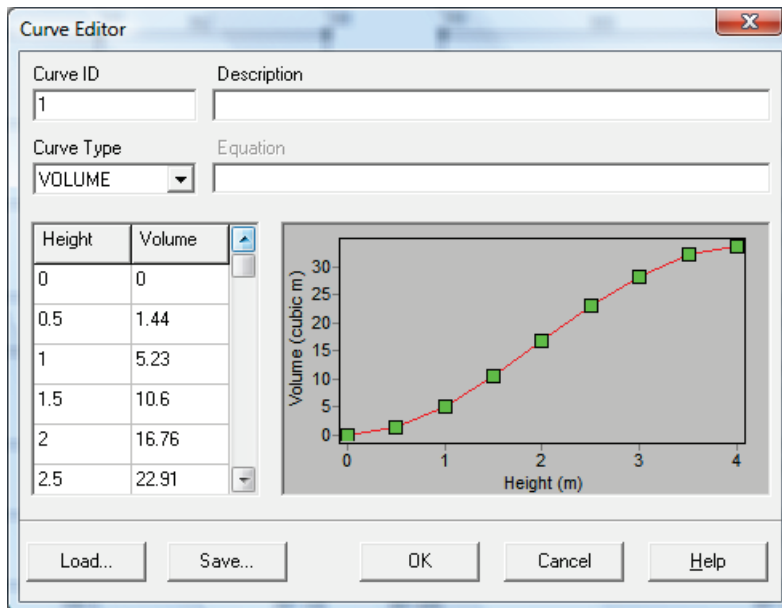 Curve Editor
Curve ID Description
1
Curve Type Equation
VOLUME
Height Volume
0 0
0.5 1.44
1 5.23
1.5 10.6
2 16.76
2.5 22.91
Volume (cubic m)
30
25
20
15
10
5
0
0 1 2 3 4
Height (m)
Load... Save... OK Cancel Help